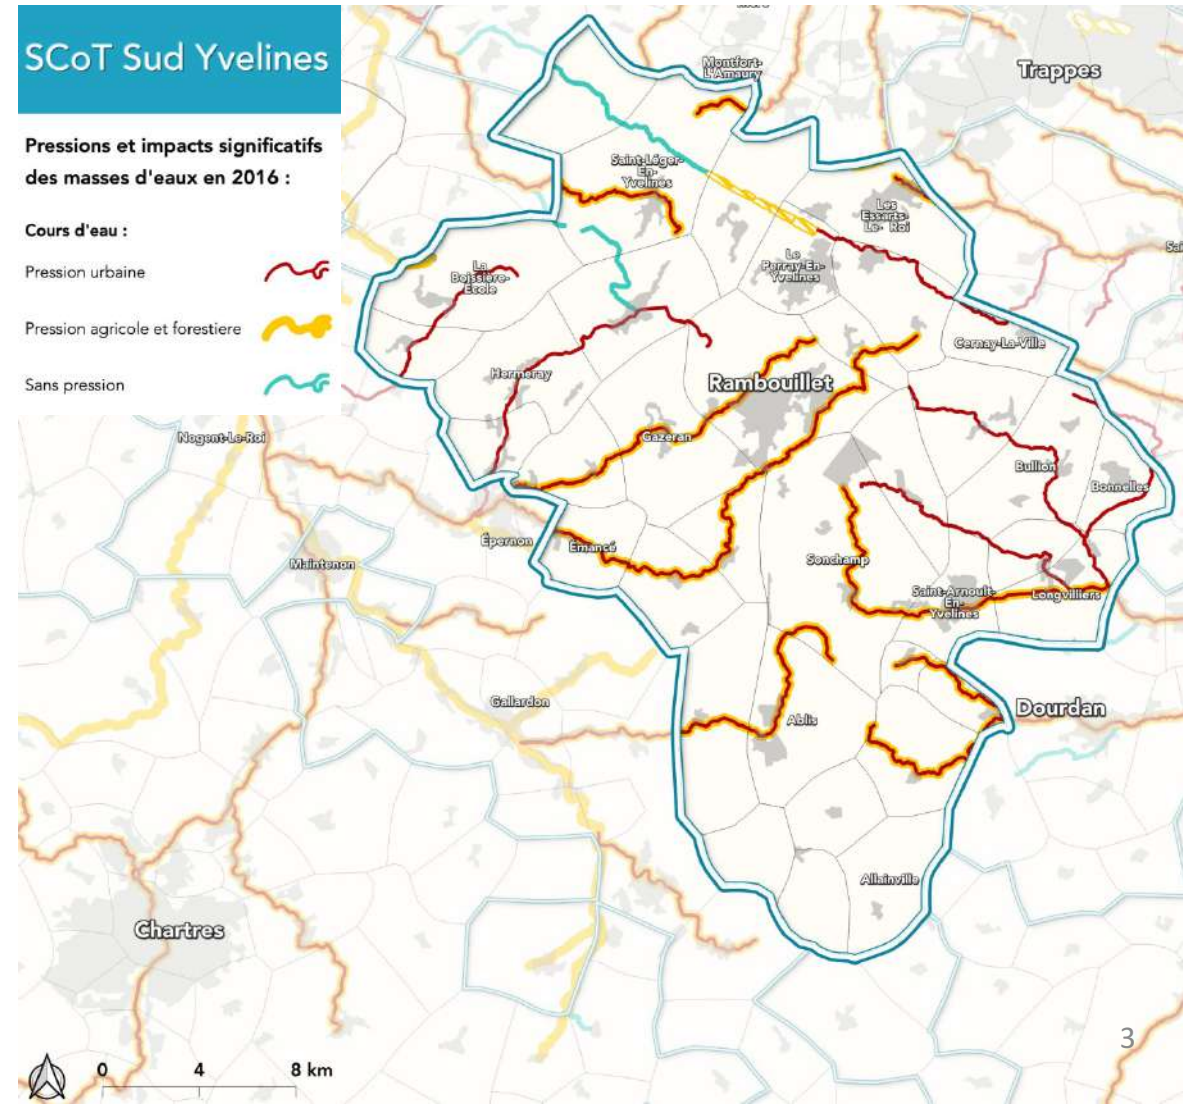 SCoT Sud Yvelines
Pressions et impacts significatifs
des masses d'eaux en 2016 :
Cours d'eau :
Pression urbaine
Pression agricole et forestiere
Sans pression
Montfort-
L'Amaury
Trappes
Saint-Léger-
En-
Yvelines
Les
Essarts-
Le- Roi
La
Boissière-
École
Le
Perray-En-
Yvelines
Cernay-La-Ville
Hermeray
Rambouillet
Nogent-Le-Roi
Gazeran
Bullion
Bonnelles
Épernon
Émancé
Maintenon
Sonchamp
Saint-Arnoult-
En-
Yvelines
Longvilliers
Gallardon
Ablis
Dourdan
Allainville
Chartres
0 4 8 km
3